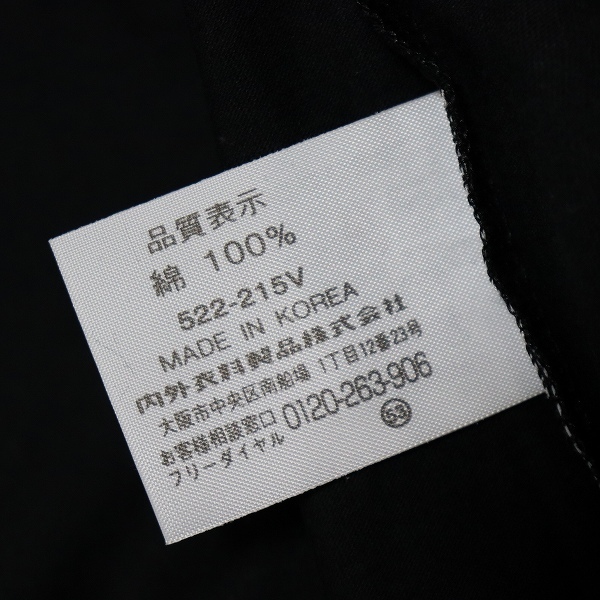 品質表示
綿 100%
522-215V
MADE IN KOREA
内外衣料製品株式会社
大阪市中央区南船場1丁目12番23号
お客様相談窓口 0120-263-906
フリーダイヤル
53